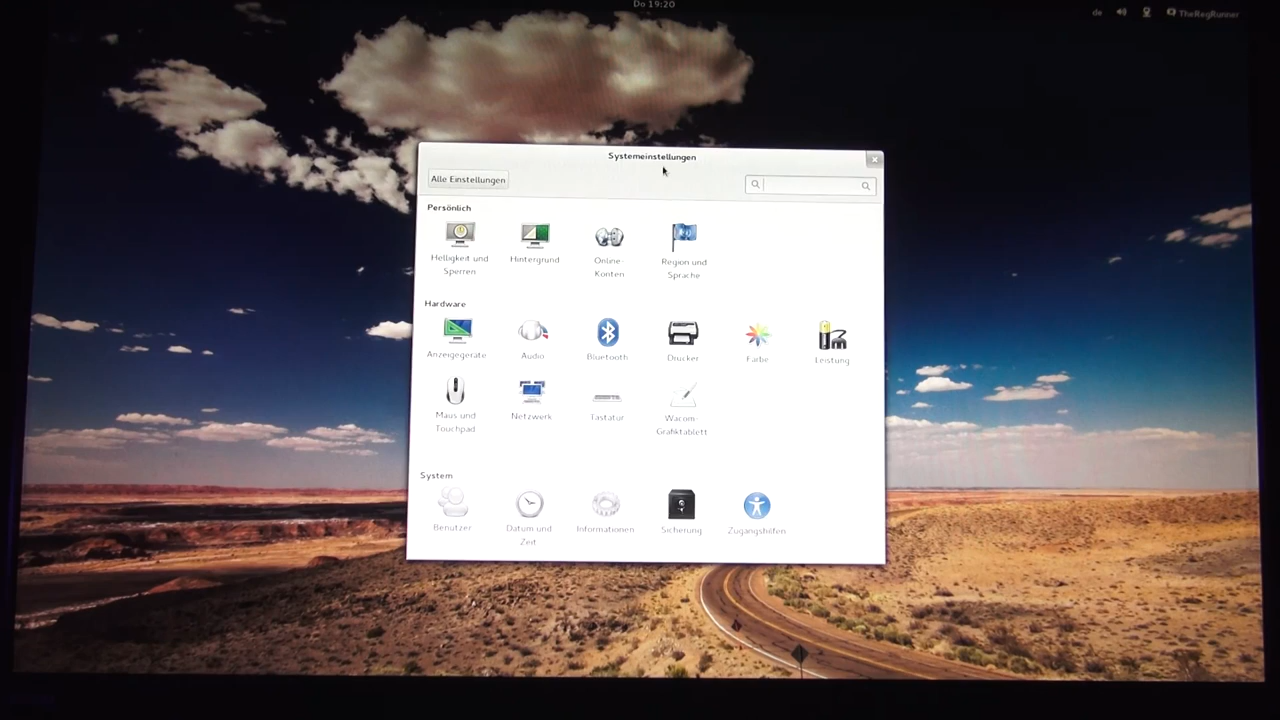 Do 19:20
de
TheRegRunner
Systemeinstellungen
Alle Einstellungen
Persönlich
Helligkeit und
Sperren
Hintergrund
Online-
Konten
Region und
Sprache
Hardware
Anzeigegeräte
Audio
Bluetooth
Drucker
Farbe
Leistung
Maus und
Touchpad
Netzwerk
Tastatur
Wacom-
Grafiktablett
System
Benutzer
Datum und
Zeit
Informationen
Sicherung
Zugangshilfen